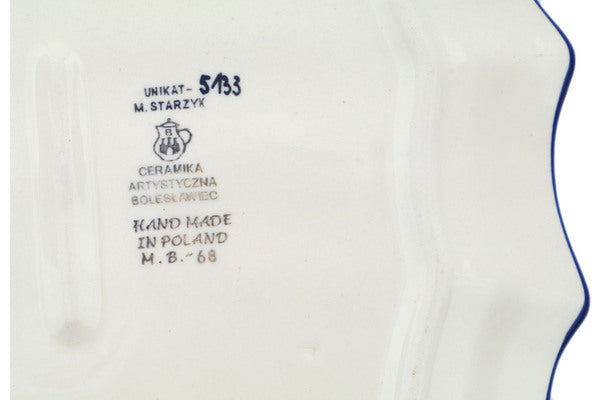 UNIKAT- 5133
M. STARZYK
B
CERAMIKA
ARTYSTYCZNA
BOLESŁAWIEC
HAND MADE
IN POLAND
M.B.-68